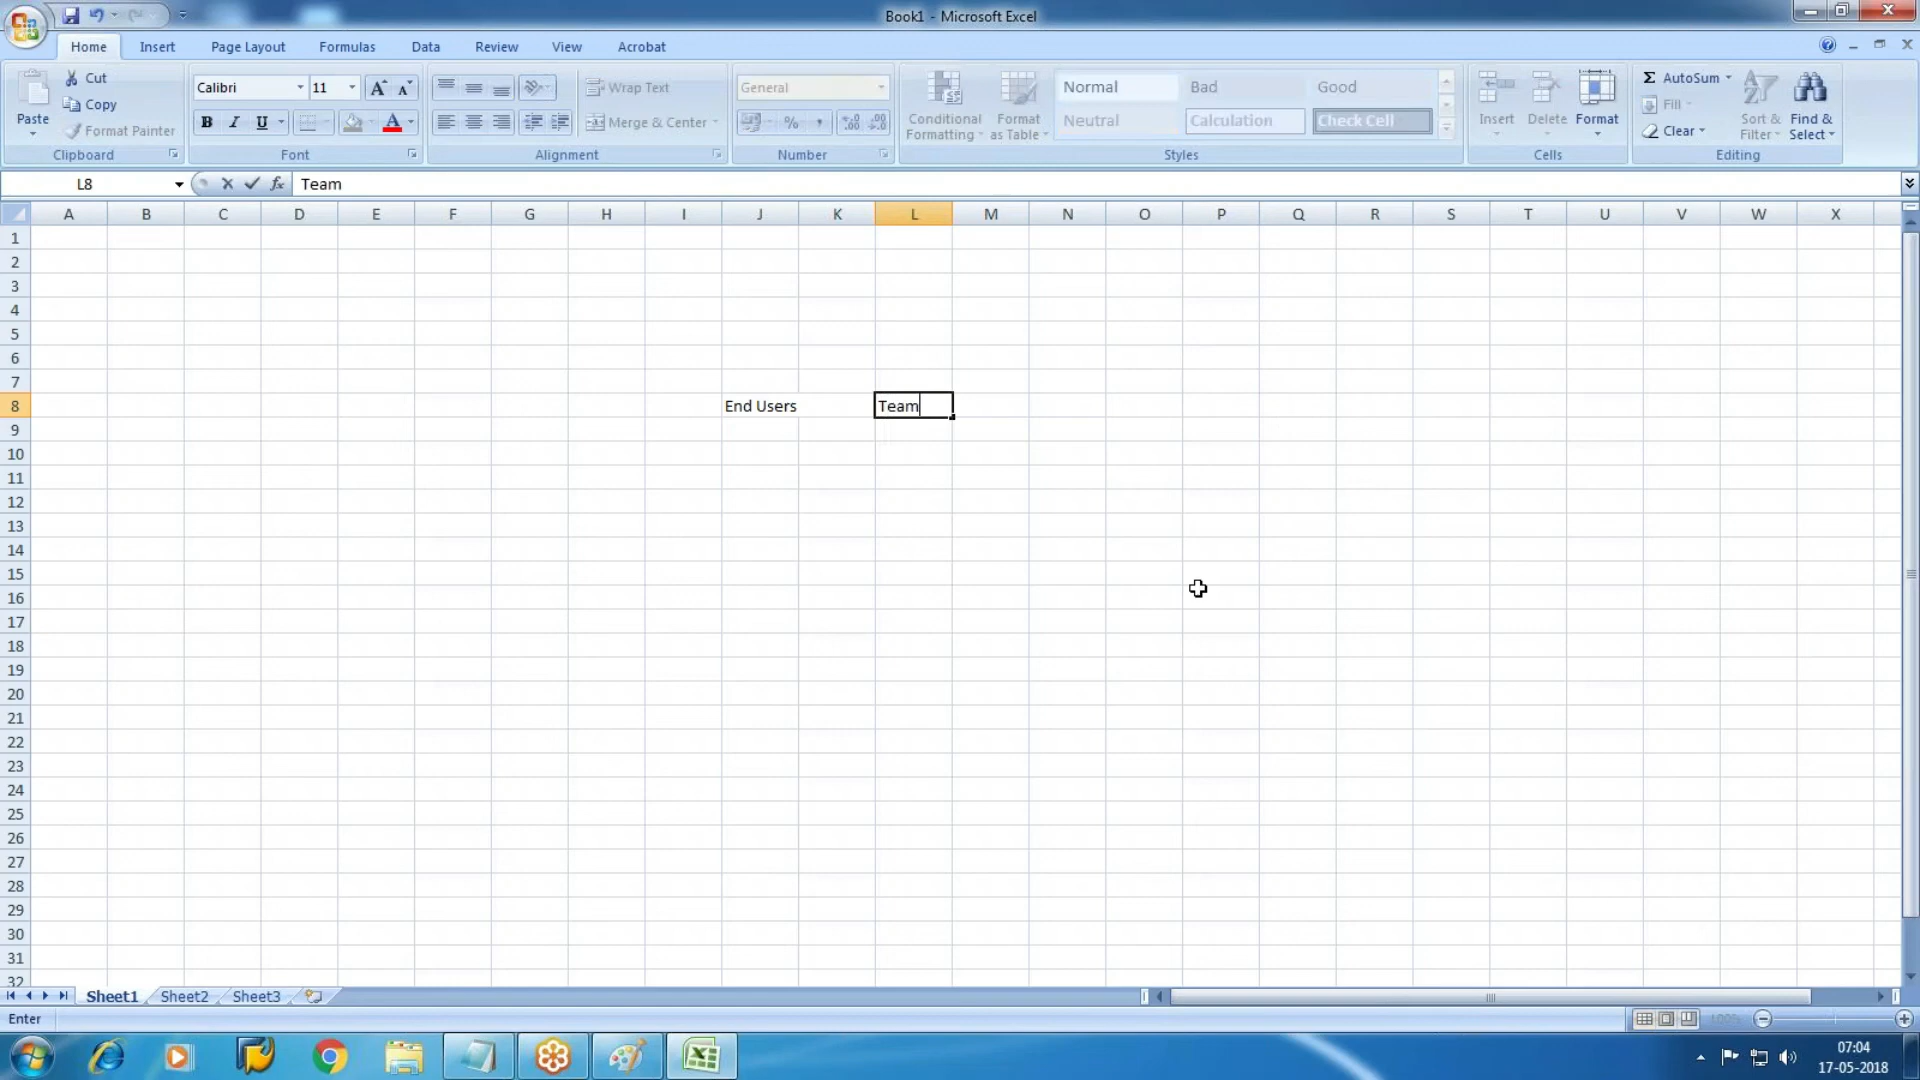 Book1 - Microsoft Excel
Home Insert Page Layout Formulas Data Review View Acrobat
Paste
Cut
Copy
Format Painter
Clipboard
Calibri 11
B I U
Font
Wrap Text
Merge & Center
Alignment
General
%
Number
Conditional Formatting
Format as Table
Normal Bad Good
Neutral Calculation Check Cell
Styles
Insert Delete Format
Cells
Σ AutoSum
Fill
Clear
Sort & Filter
Find & Select
Editing
L8 fx Team
A B C D E F G H I J K L M N O P Q R S T U V W X
1
2
3
4
5
6
7
8 End Users Team
9
10
11
12
13
14
15
16
17
18
19
20
21
22
23
24
25
26
27
28
29
30
31
32
Sheet1 Sheet2 Sheet3
Enter
100%
07:04
17-05-2018